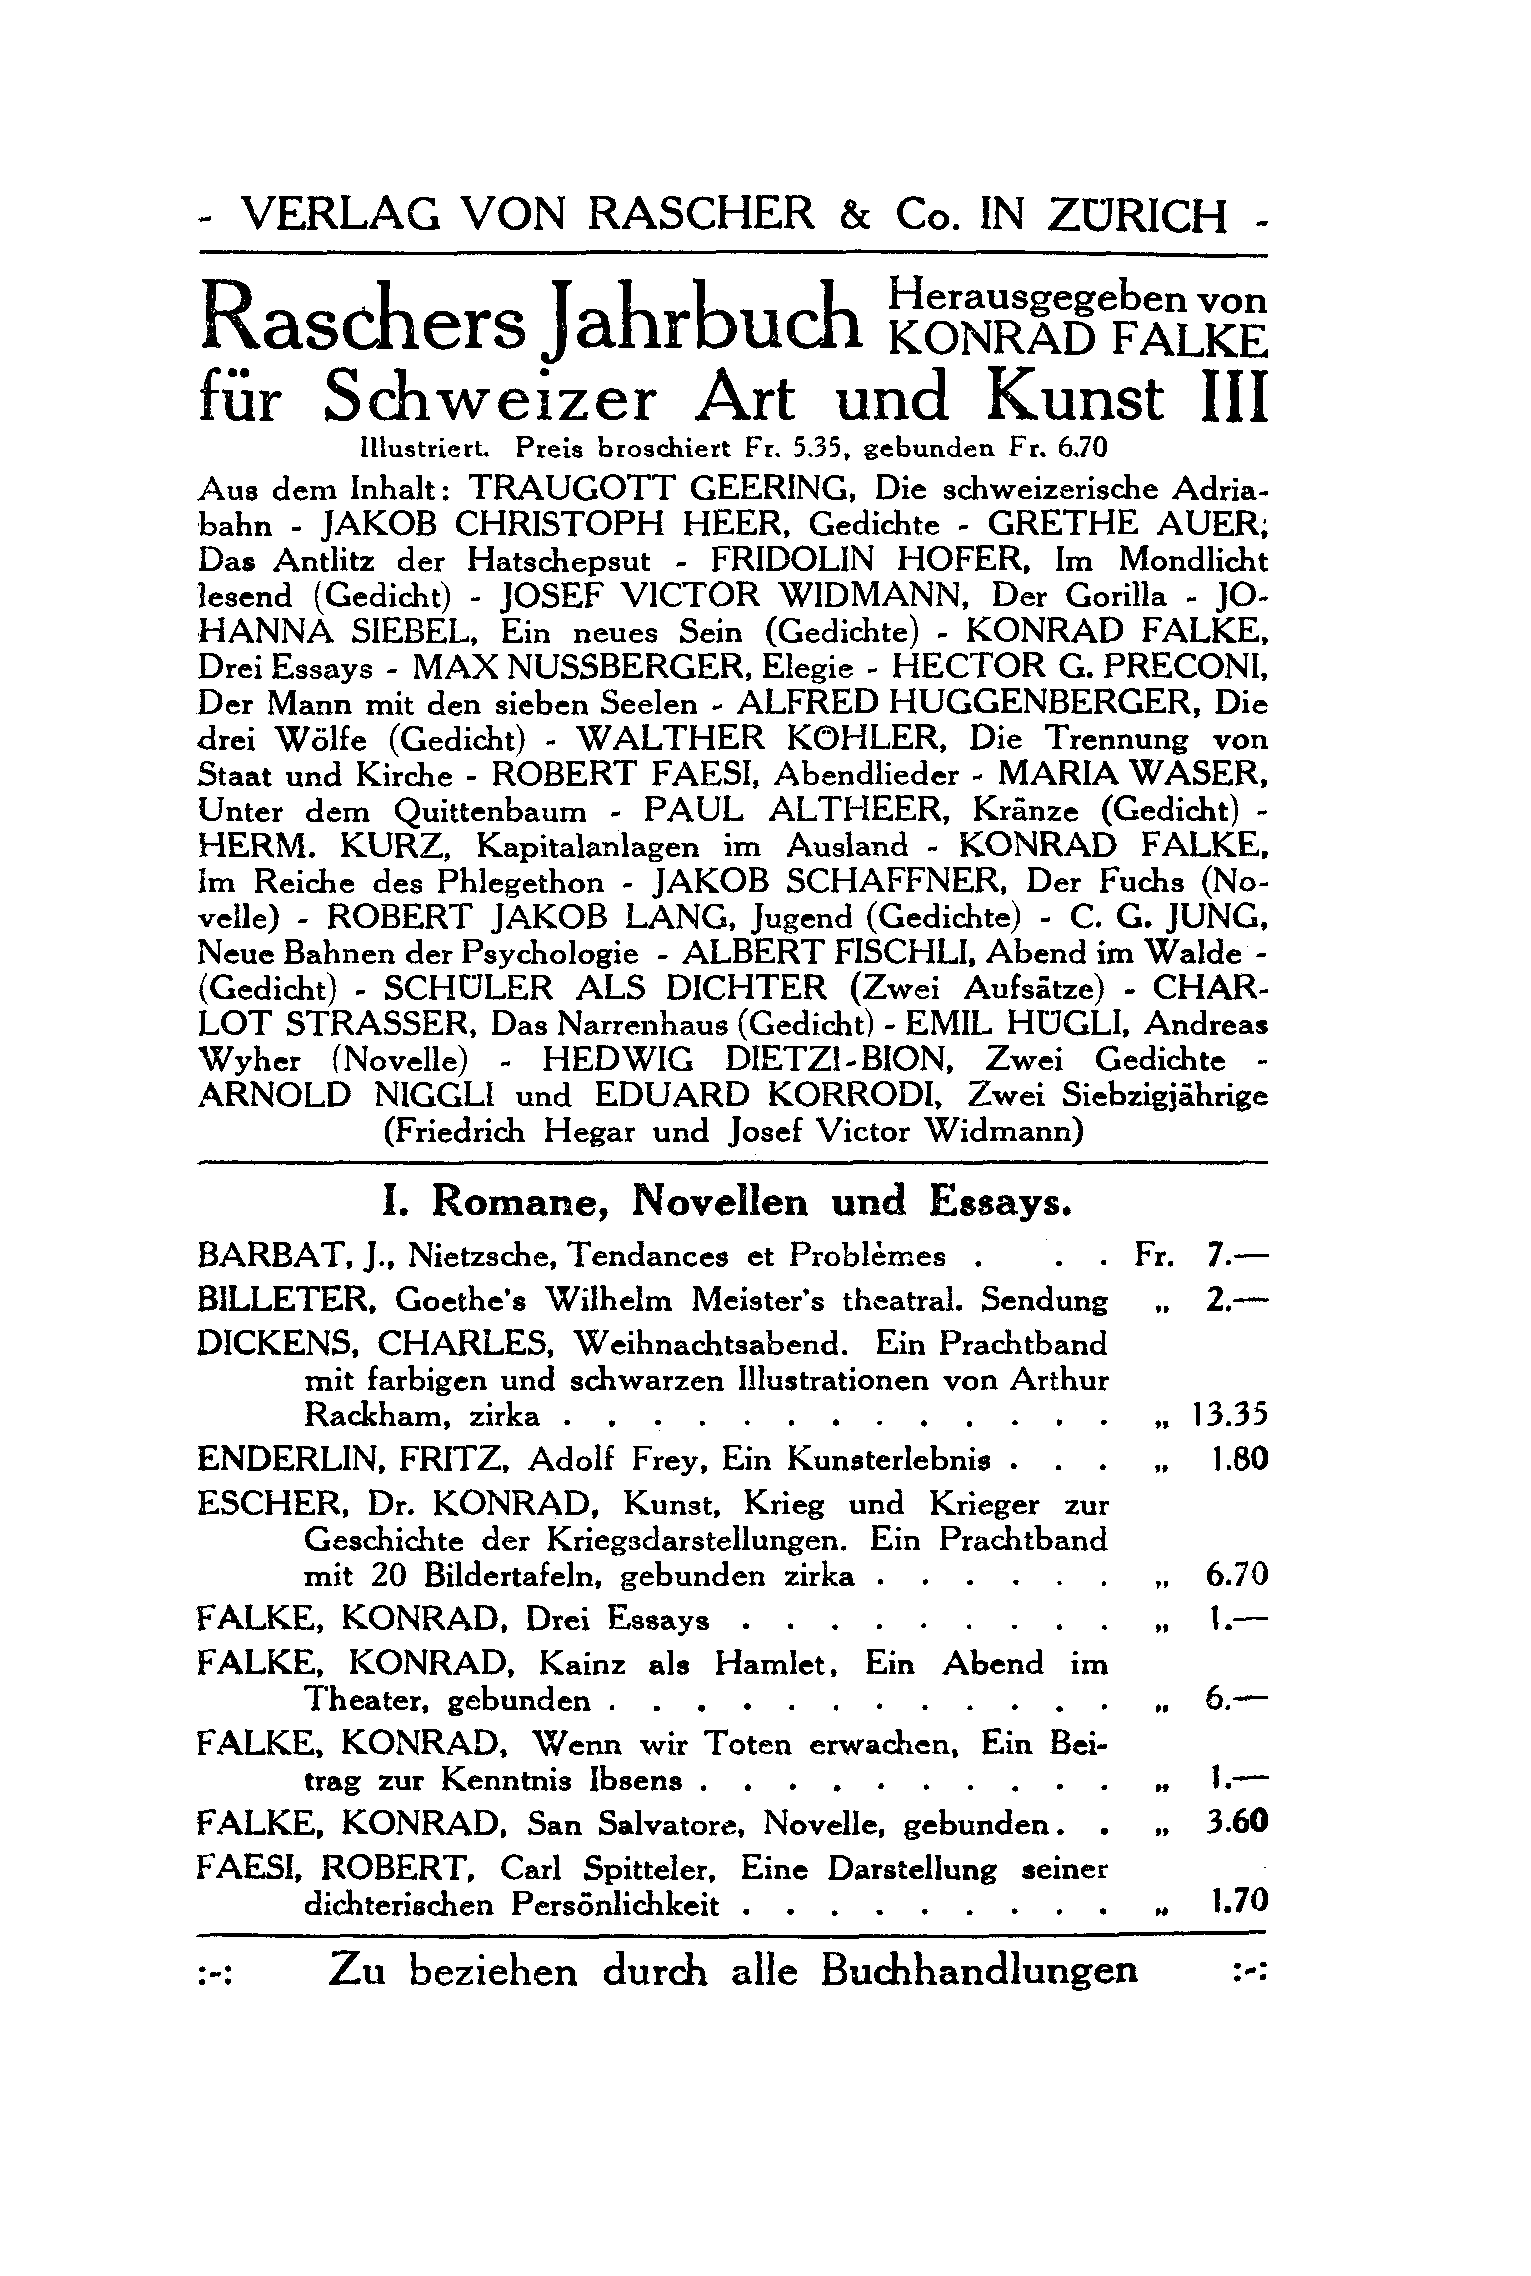 - VERLAG VON RASCHER & Co. IN ZÜRICH -
Raschers Jahrbuch Herausgegeben von
KONRAD FALKE
für Schweizer Art und Kunst III
Illustriert. Preis broschiert Fr. 5.35, gebunden Fr. 6.70
Aus dem Inhalt: TRAUGOTT GEERING, Die schweizerische Adria-
bahn - JAKOB CHRISTOPH HEER, Gedichte - GRETHE AUER;
Das Antlitz der Hatschepsut - FRIDOLIN HOFER, Im Mondlicht
lesend (Gedicht) - JOSEF VICTOR WIDMANN, Der Gorilla - JO-
HANNA SIEBEL, Ein neues Sein (Gedichte) - KONRAD FALKE,
Drei Essays - MAX NUSSBERGER, Elegie - HECTOR G. PRECONI,
Der Mann mit den sieben Seelen - ALFRED HUGGENBERGER, Die
drei Wölfe (Gedicht) - WALTHER KÖHLER, Die Trennung von
Staat und Kirche - ROBERT FAESI, Abendlieder - MARIA WASER,
Unter dem Quittenbaum - PAUL ALTHEER, Kränze (Gedicht) -
HERM. KURZ, Kapitalanlagen im Ausland - KONRAD FALKE,
Im Reiche des Phlegethon - JAKOB SCHAFFNER, Der Fuchs (No-
velle) - ROBERT JAKOB LANG, Jugend (Gedichte) - C. G. JUNG,
Neue Bahnen der Psychologie - ALBERT FISCHLI, Abend im Walde -
(Gedicht) - SCHÜLER ALS DICHTER (Zwei Aufsätze) - CHAR-
LOT STRASSER, Das Narrenhaus (Gedicht) - EMIL HÜGLI, Andreas
Wyher (Novelle) - HEDWIG DIETZI-BION, Zwei Gedichte -
ARNOLD NIGGLI und EDUARD KORRODI, Zwei Siebzigjährige
(Friedrich Hegar und Josef Victor Widmann)
I. Romane, Novellen und Essays.
BARBAT, J., Nietzsche, Tendances et Problèmes . . . Fr. 7.—
BILLETER, Goethe's Wilhelm Meister's theatral. Sendung „ 2.—
DICKENS, CHARLES, Weihnachtsabend. Ein Prachtband
mit farbigen und schwarzen Illustrationen von Arthur
Rackham, zirka . . . . . . . . . . . . . „ 13.35
ENDERLIN, FRITZ, Adolf Frey, Ein Kunsterlebnis . . . „ 1.80
ESCHER, Dr. KONRAD, Kunst, Krieg und Krieger zur
Geschichte der Kriegsdarstellungen. Ein Prachtband
mit 20 Bildertafeln, gebunden zirka . . . . . . „ 6.70
FALKE, KONRAD, Drei Essays . . . . . . . . . „ 1.—
FALKE, KONRAD, Kainz als Hamlet, Ein Abend im
Theater, gebunden . . . . . . . . . . . . „ 6.—
FALKE, KONRAD, Wenn wir Toten erwachen, Ein Bei-
trag zur Kenntnis Ibsens . . . . . . . . . . „ 1.—
FALKE, KONRAD, San Salvatore, Novelle, gebunden . . „ 3.60
FAESI, ROBERT, Carl Spitteler, Eine Darstellung seiner
dichterischen Persönlichkeit . . . . . . . . . „ 1.70
:-: Zu beziehen durch alle Buchhandlungen :-: